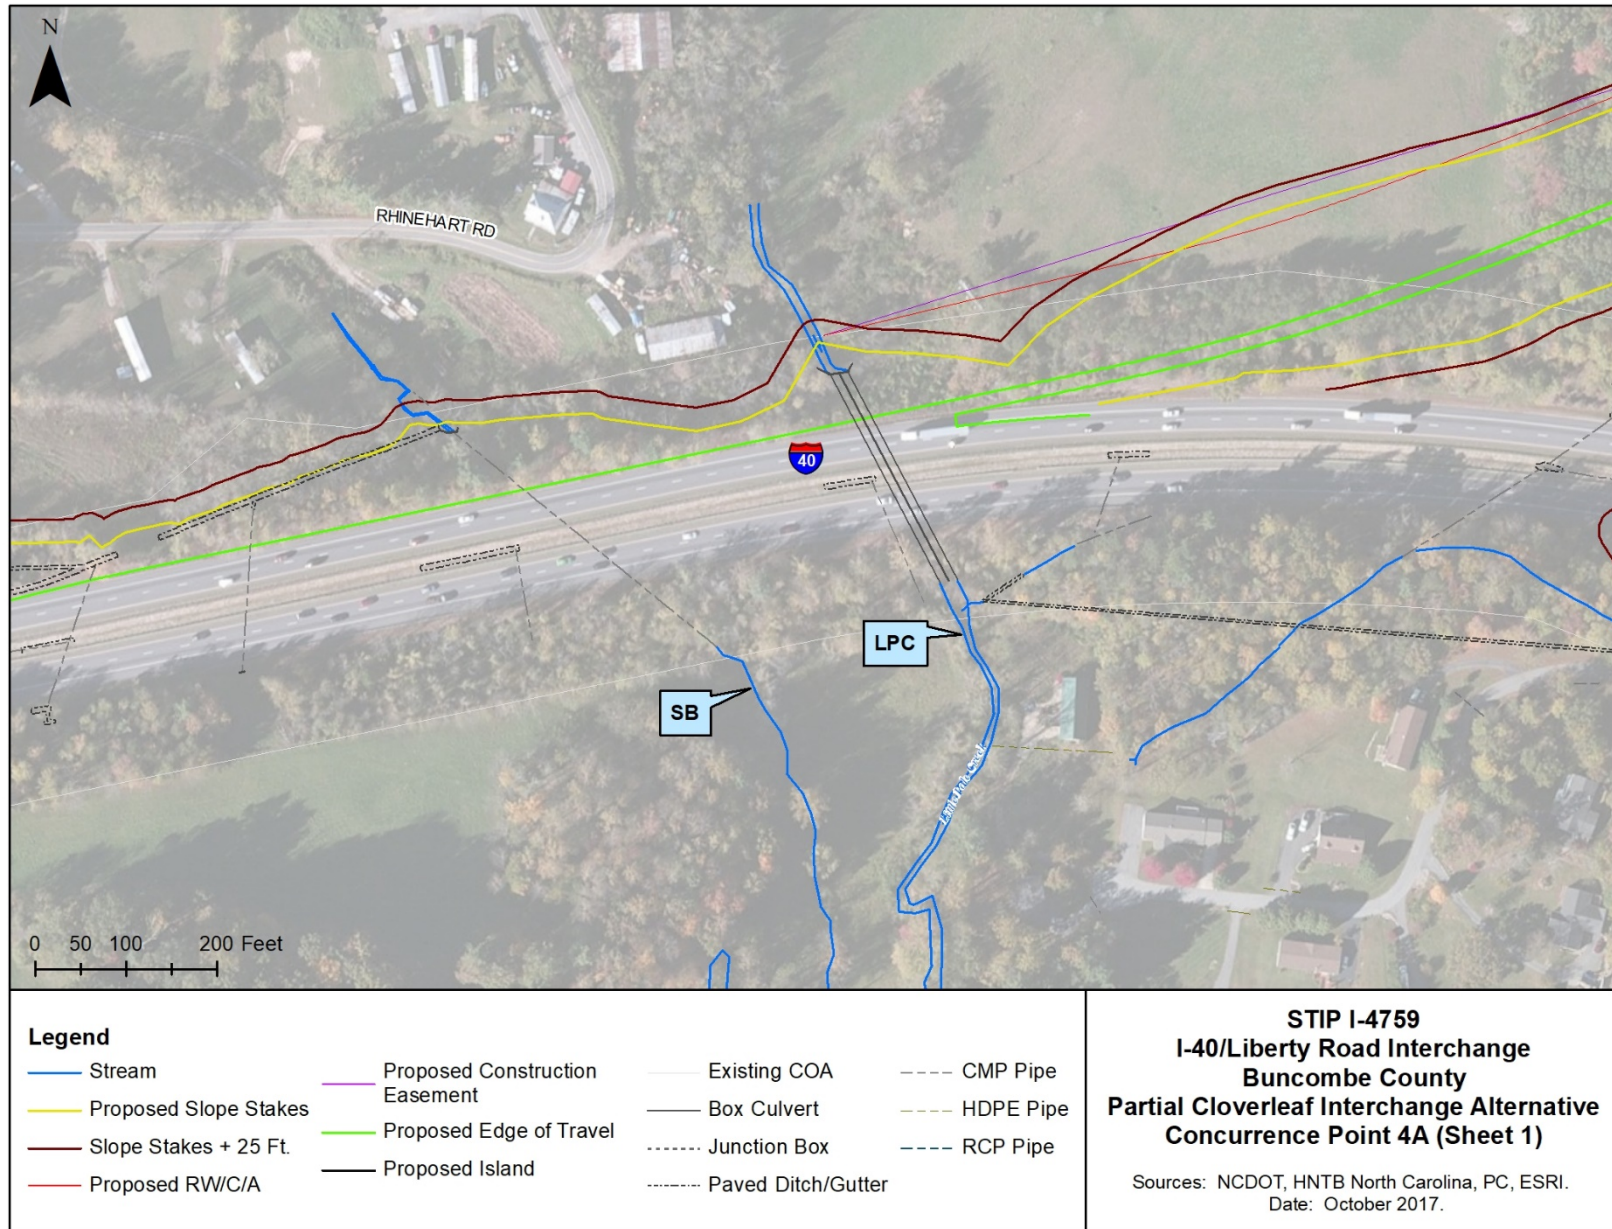 N
RHINEHART RD
40
LPC
SB
0 50 100 200 Feet
Legend
Stream
Proposed Slope Stakes
Slope Stakes + 25 Ft.
Proposed RW/C/A
Proposed Construction
Easement
Proposed Edge of Travel
Proposed Island
Existing COA
Box Culvert
Junction Box
Paved Ditch/Gutter
CMP Pipe
HDPE Pipe
RCP Pipe
STIP I-4759
I-40/Liberty Road Interchange
Buncombe County
Partial Cloverleaf Interchange Alternative
Concurrence Point 4A (Sheet 1)
Sources: NCDOT, HNTB North Carolina, PC, ESRI.
Date: October 2017.